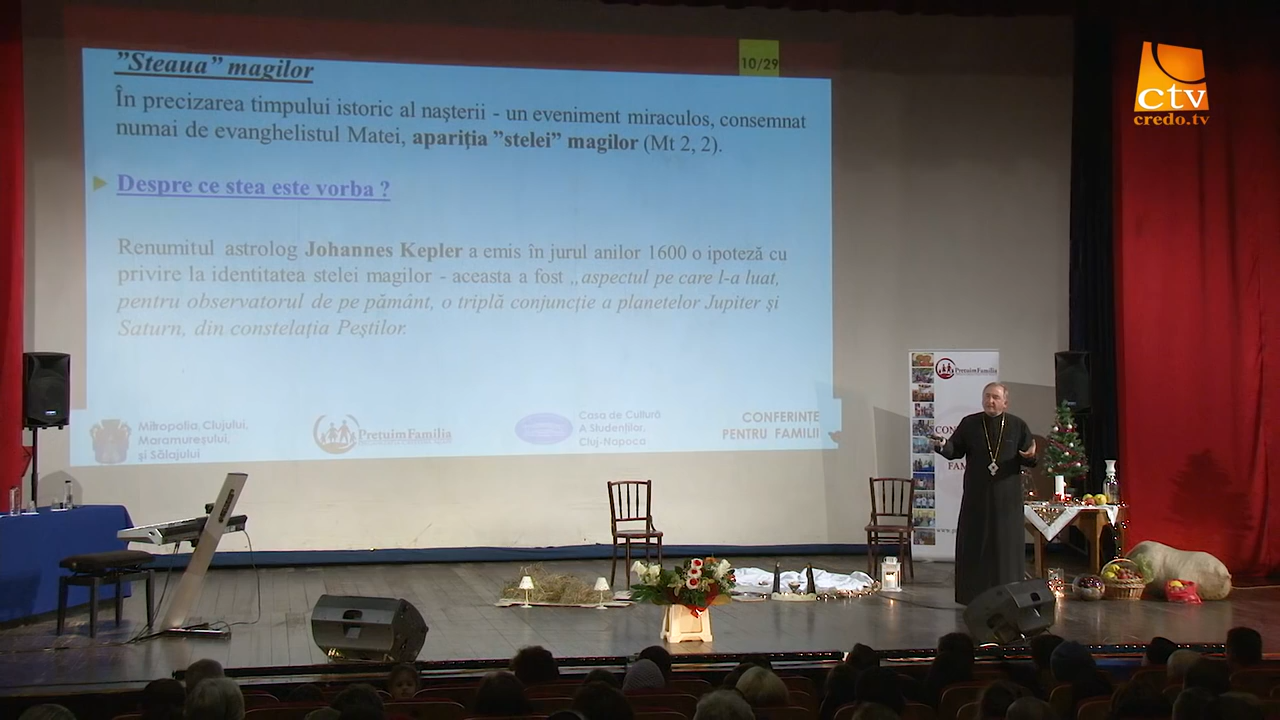 ”Steaua” magilor
10/29
În precizarea timpului istoric al naşterii - un eveniment miraculos, consemnat
numai de evanghelistul Matei, apariţia ”stelei” magilor (Mt 2, 2).
Despre ce stea este vorba ?
Renumitul astrolog Johannes Kepler a emis în jurul anilor 1600 o ipoteză cu
privire la identitatea stelei magilor - aceasta a fost „aspectul pe care l-a luat,
pentru observatorul de pe pământ, o triplă conjuncție a planetelor Jupiter și
Saturn, din constelația Peștilor.
Mitropolia, Clujului,
Maramureșului,
și Sălajului
PretuimFamilia
Casa de Cultură
A Studenților,
Cluj-Napoca
CONFERINȚE
PENTRU FAMILII
ctv
credo.tv
PretuimFamilia